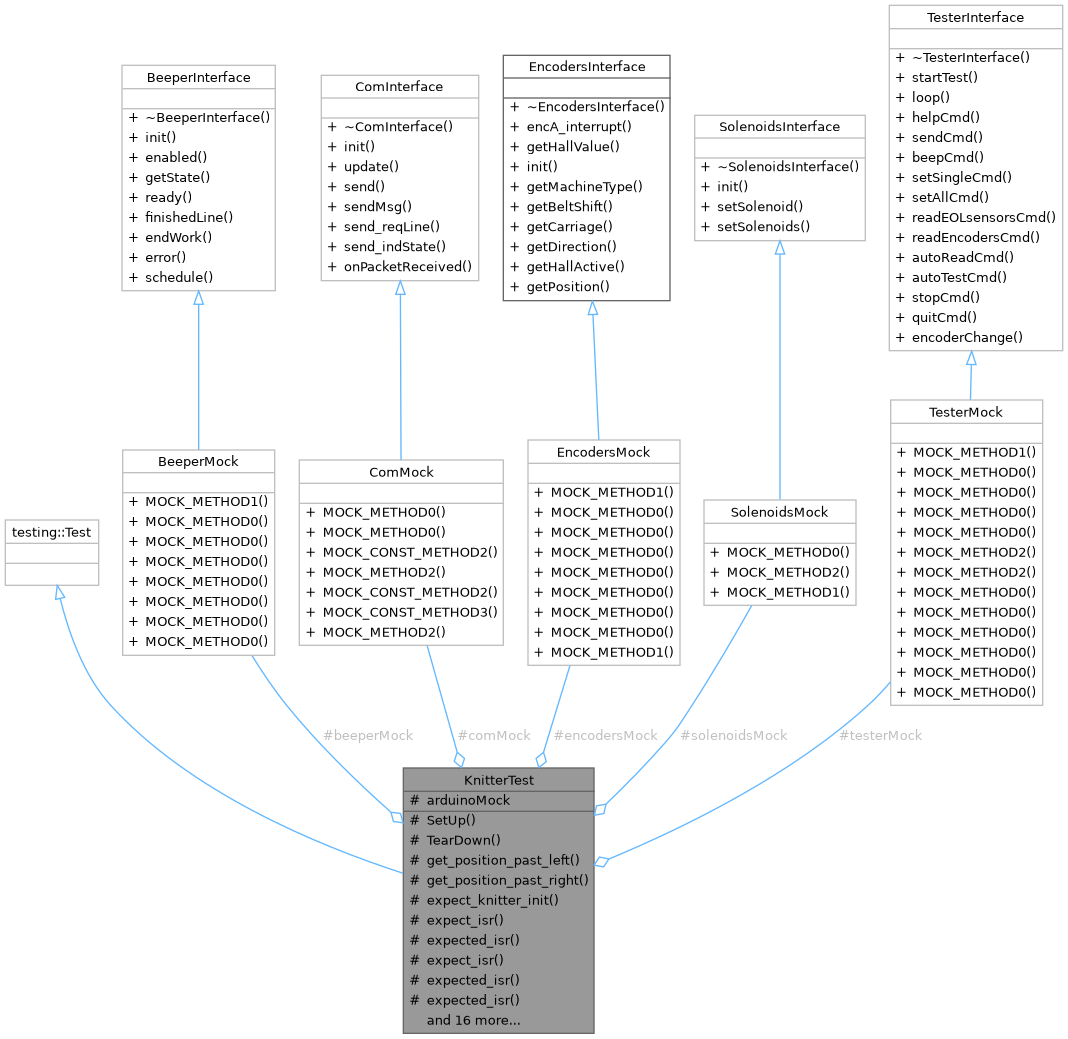 TesterInterface
+ ~TesterInterface()
+ startTest()
+ loop()
+ helpCmd()
+ sendCmd()
+ beepCmd()
+ setSingleCmd()
+ setAllCmd()
+ readEOLsensorsCmd()
+ readEncodersCmd()
+ autoReadCmd()
+ autoTestCmd()
+ stopCmd()
+ quitCmd()
+ encoderChange()
EncodersInterface
+ ~EncodersInterface()
+ encA_interrupt()
+ getHallValue()
+ init()
+ getMachineType()
+ getBeltShift()
+ getCarriage()
+ getDirection()
+ getHallActive()
+ getPosition()
BeeperInterface
+ ~BeeperInterface()
+ init()
+ enabled()
+ getState()
+ ready()
+ finishedLine()
+ endWork()
+ error()
+ schedule()
ComInterface
+ ~ComInterface()
+ init()
+ update()
+ send()
+ sendMsg()
+ send_reqLine()
+ send_indState()
+ onPacketReceived()
SolenoidsInterface
+ ~SolenoidsInterface()
+ init()
+ setSolenoid()
+ setSolenoids()
testing::Test
BeeperMock
+ MOCK_METHOD1()
+ MOCK_METHOD0()
+ MOCK_METHOD0()
+ MOCK_METHOD0()
+ MOCK_METHOD0()
+ MOCK_METHOD0()
+ MOCK_METHOD0()
+ MOCK_METHOD0()
ComMock
+ MOCK_METHOD0()
+ MOCK_METHOD0()
+ MOCK_CONST_METHOD2()
+ MOCK_METHOD2()
+ MOCK_CONST_METHOD2()
+ MOCK_CONST_METHOD3()
+ MOCK_METHOD2()
EncodersMock
+ MOCK_METHOD1()
+ MOCK_METHOD0()
+ MOCK_METHOD0()
+ MOCK_METHOD0()
+ MOCK_METHOD0()
+ MOCK_METHOD0()
+ MOCK_METHOD0()
+ MOCK_METHOD0()
+ MOCK_METHOD1()
SolenoidsMock
+ MOCK_METHOD0()
+ MOCK_METHOD2()
+ MOCK_METHOD1()
TesterMock
+ MOCK_METHOD1()
+ MOCK_METHOD0()
+ MOCK_METHOD0()
+ MOCK_METHOD0()
+ MOCK_METHOD0()
+ MOCK_METHOD2()
+ MOCK_METHOD2()
+ MOCK_METHOD0()
+ MOCK_METHOD0()
+ MOCK_METHOD0()
+ MOCK_METHOD0()
+ MOCK_METHOD0()
+ MOCK_METHOD0()
#beeperMock
#comMock
#encodersMock
#solenoidsMock
#testerMock
KnitterTest
# arduinoMock
# SetUp()
# TearDown()
# get_position_past_left()
# get_position_past_right()
# expect_knitter_init()
# expect_isr()
# expected_isr()
# expect_isr()
# expected_isr()
# expected_isr()
and 16 more...